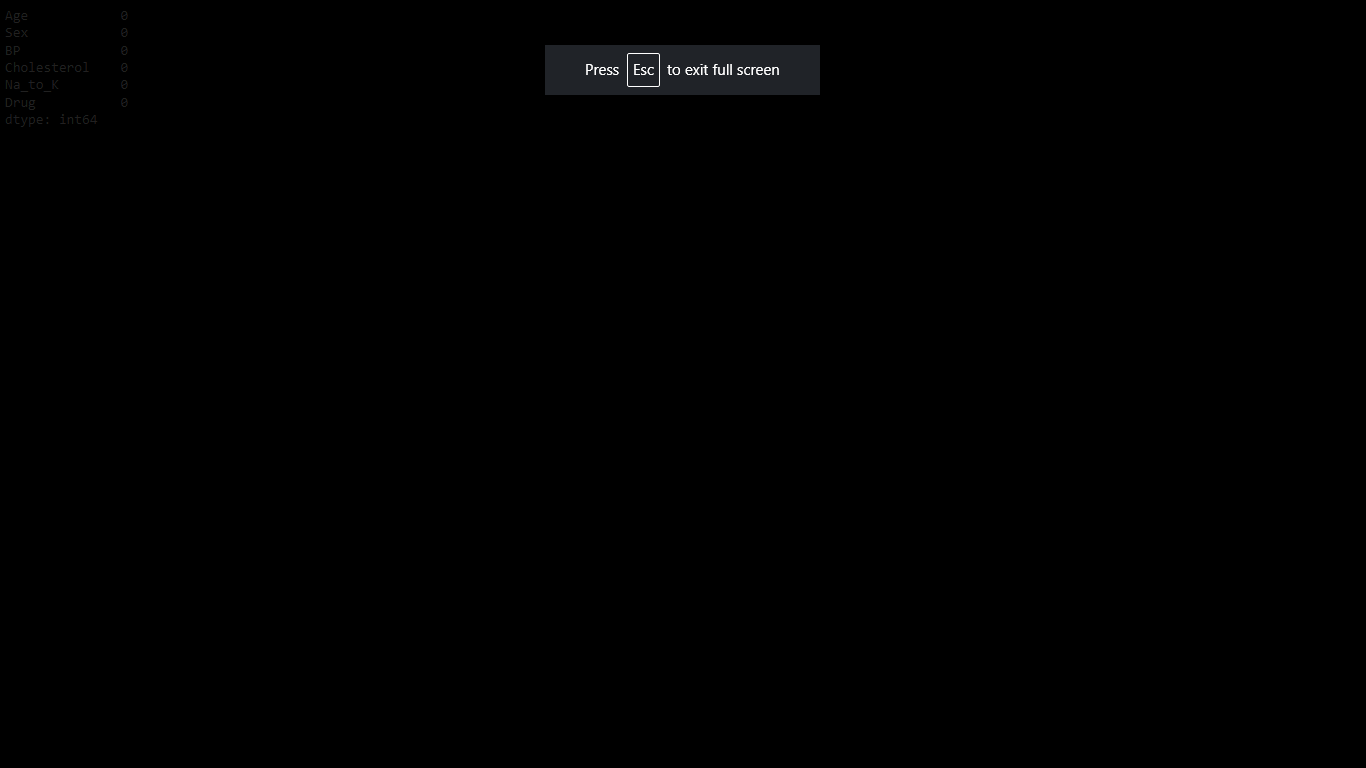 Age            0
Sex            0
BP             0
Cholesterol    0
Na_to_K        0
Drug           0
dtype: int64
Press Esc to exit full screen